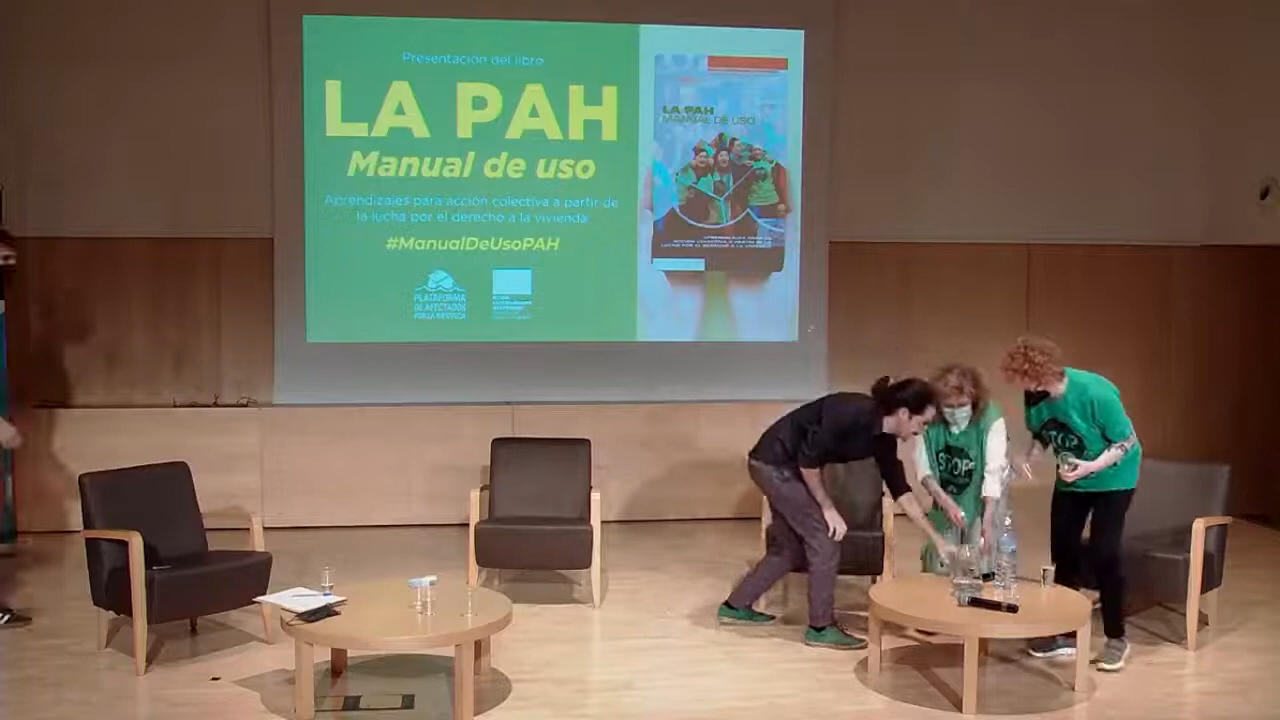 Presentación del libro
LA PAH
Manual de uso
Aprendizajes para acción colectiva a partir de
la lucha por el derecho a la vivienda
#ManualDeUsoPAH
PLATAFORMA
DE AFECTADOS
POR LA HIPOTECA
LA PAH
MANUAL DE USO
STOP
STOP